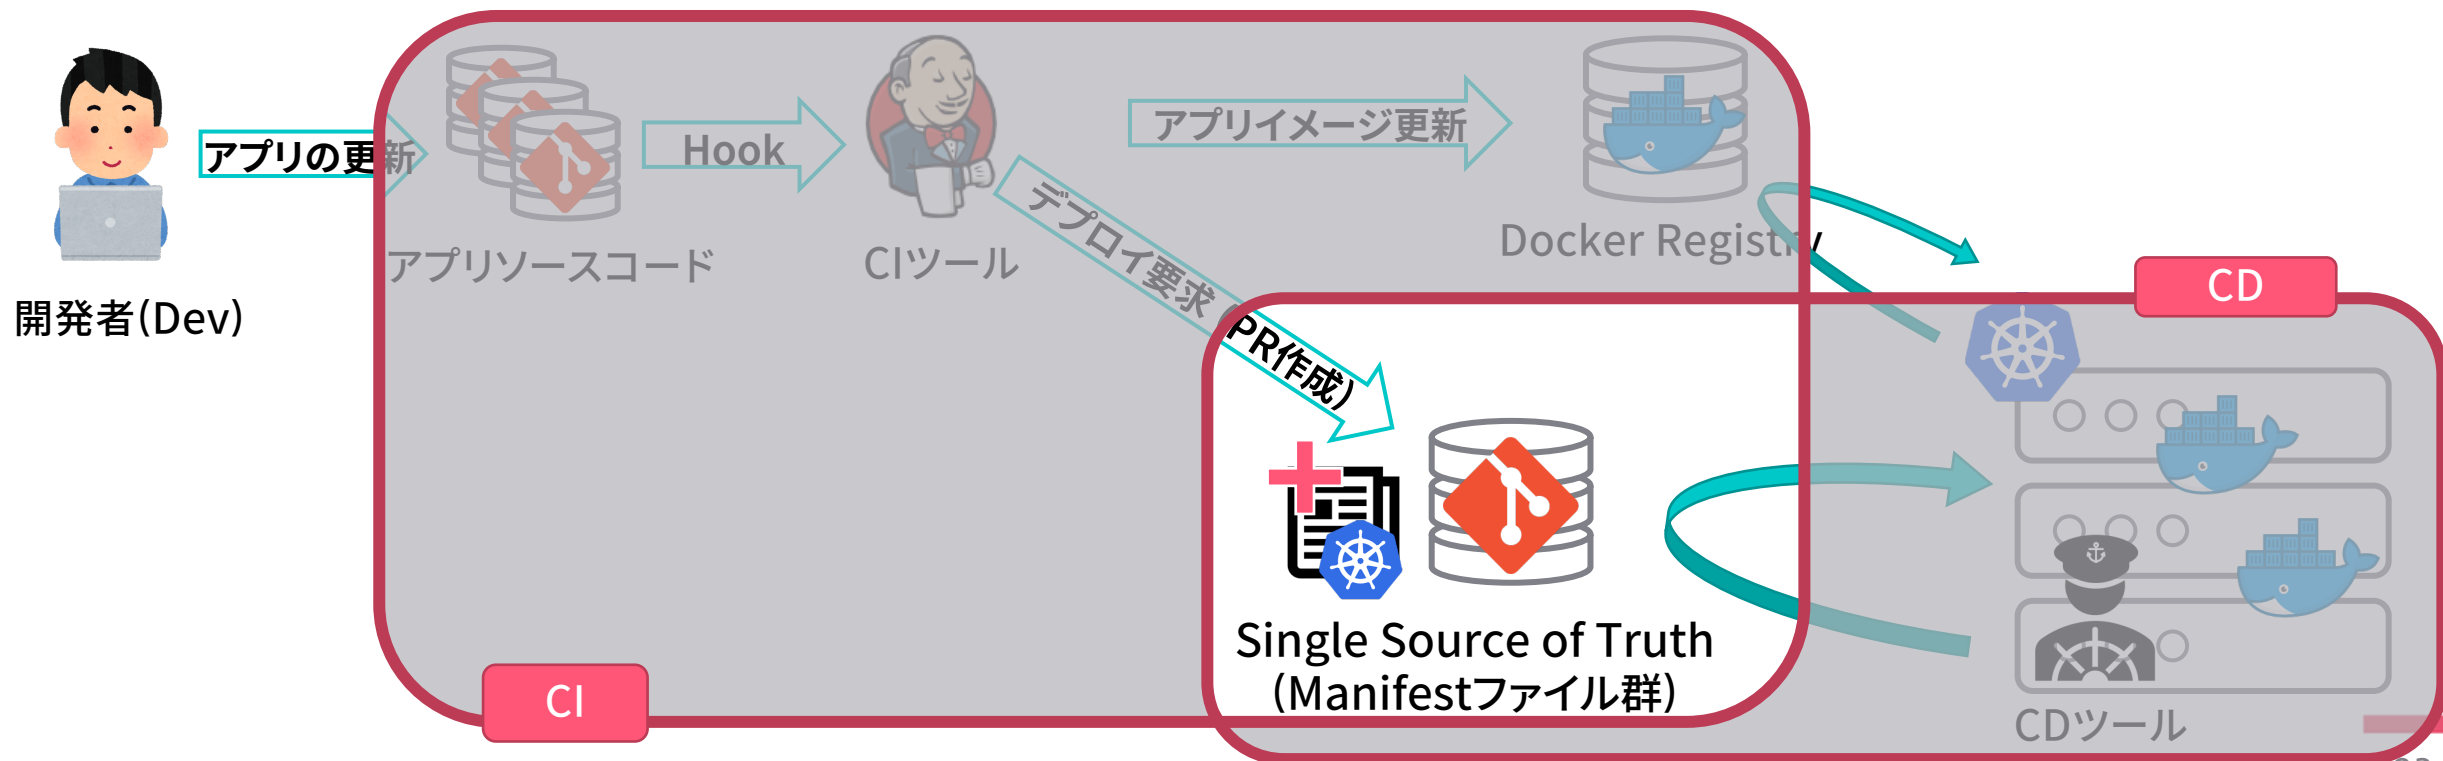 アプリの更新
Hook
アプリイメージ更新
デプロイ要求（PR作成）
アプリソースコード
CIツール
Docker Registry
開発者(Dev)
CD
Single Source of Truth
(Manifestファイル群)
CI
CDツール